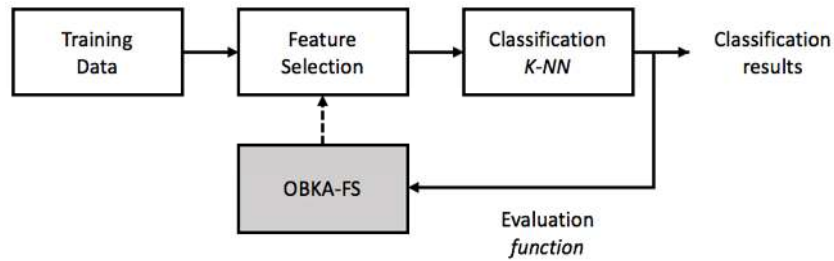 Training
Data
Feature
Selection
Classification
K-NN
Classification
results
OBKA-FS
Evaluation
function